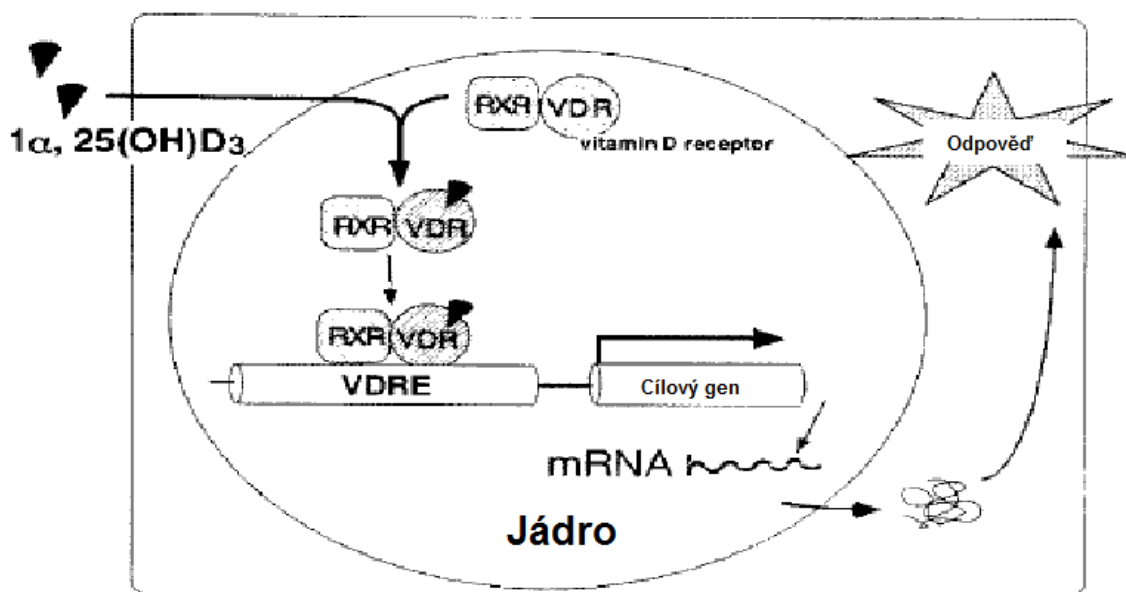 RXR VDR
vitamin D receptor
1α, 25(OH)D3
Odpověď
RXR VDR
RXR VDR
VDRE
Cílový gen
mRNA
Jádro